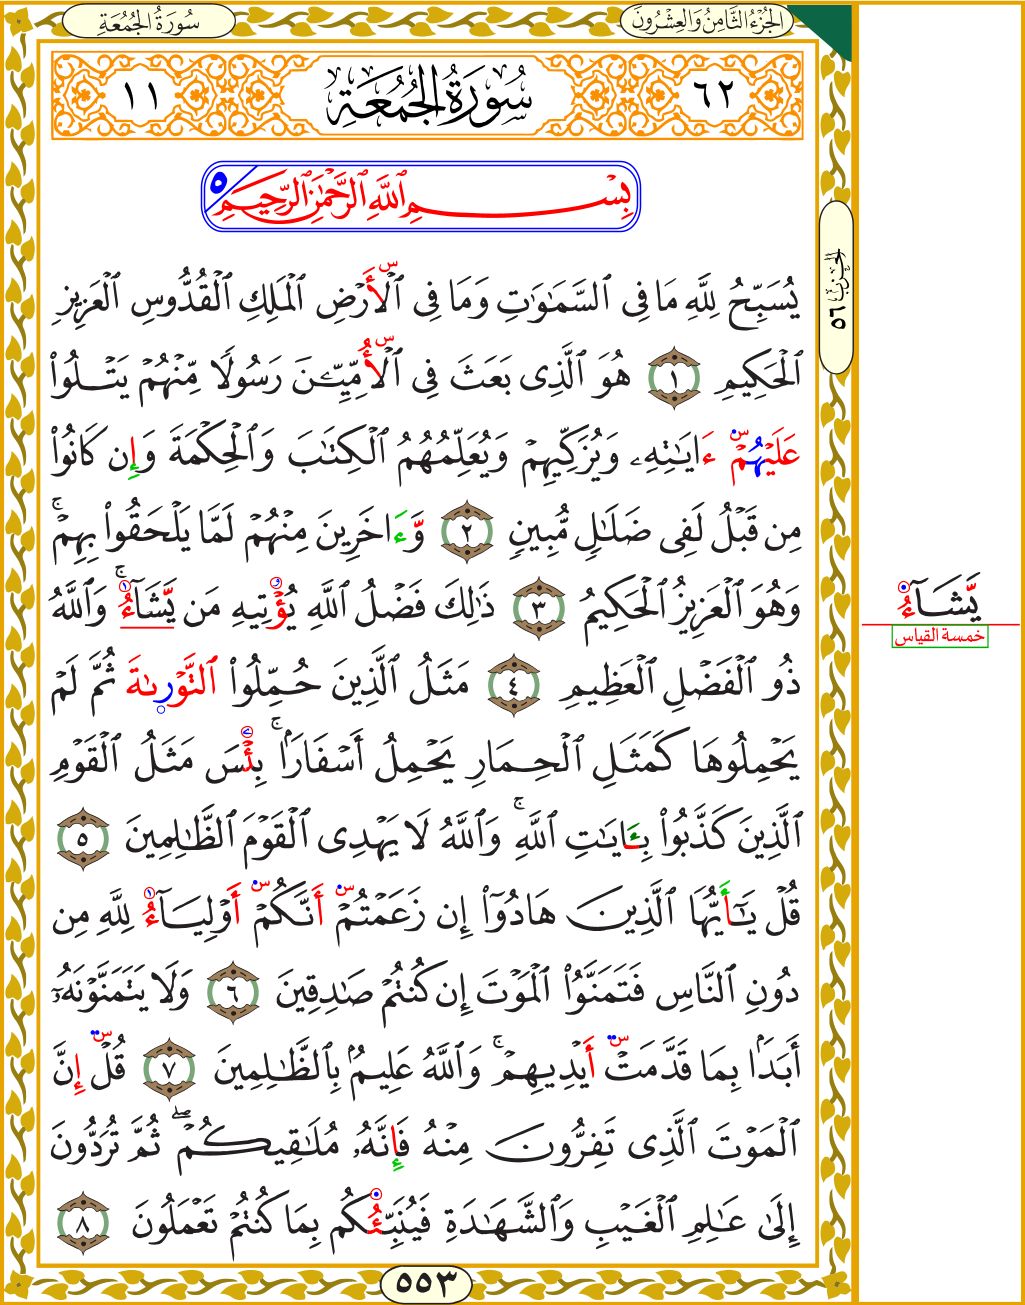 الجُزْءُ الثَّامِنُ وَالعِشْرُونَ
سُورَةُ الجُمُعَةِ
٦٢
سُورَةُ الجُمُعَةِ
١١
بِسْمِ ٱللَّهِ ٱلرَّحْمَٰنِ ٱلرَّحِيمِ ٥
يُسَبِّحُ لِلَّهِ مَا فِى ٱلسَّمَٰوَٰتِ وَمَا فِى ٱلْأَرْضِ ٱلْمَلِكِ ٱلْقُدُّوسِ ٱلْعَزِيزِ
ٱلْحَكِيمِ ١ هُوَ ٱلَّذِى بَعَثَ فِى ٱلْأُمِّيِّـۧنَ رَسُولًا مِّنْهُمْ يَتْلُوا۟
عَلَيْهُمْ ءَايَٰتِهِۦ وَيُزَكِّيهِمْ وَيُعَلِّمُهُمُ ٱلْكِتَٰبَ وَٱلْحِكْمَةَ وَإِن كَانُوا۟
مِن قَبْلُ لَفِى ضَلَٰلٍ مُّبِينٍ ٢ وَّءَاخَرِينَ مِنْهُمْ لَمَّا يَلْحَقُوا۟ بِهِمْ ۚ
وَهُوَ ٱلْعَزِيزُ ٱلْحَكِيمُ ٣ ذَٰلِكَ فَضْلُ ٱللَّهِ يُؤْتِيهِ مَن يَّشَآءُ ۚ وَٱللَّهُ
ذُو ٱلْفَضْلِ ٱلْعَظِيمِ ٤ مَثَلُ ٱلَّذِينَ حُمِّلُوا۟ ٱلتَّوْرَىٰةَ ثُمَّ لَمْ
يَحْمِلُوهَا كَمَثَلِ ٱلْحِمَارِ يَحْمِلُ أَسْفَارًۢا ۚ بِئْسَ مَثَلُ ٱلْقَوْمِ
ٱلَّذِينَ كَذَّبُوا۟ بِـَٔايَٰتِ ٱللَّهِ ۚ وَٱللَّهُ لَا يَهْدِى ٱلْقَوْمَ ٱلظَّٰلِمِينَ ٥
قُلْ يَٰٓأَيُّهَا ٱلَّذِينَ هَادُوٓا۟ إِن زَعَمْتُمْ أَنَّكُمْ أَوْلِيَآءُ لِلَّهِ مِن
دُونِ ٱلنَّاسِ فَتَمَنَّوُا۟ ٱلْمَوْتَ إِن كُنتُمْ صَٰدِقِينَ ٦ وَلَا يَتَمَنَّوْنَهُۥٓ
أَبَدًۢا بِمَا قَدَّمَتْ أَيْدِيهِمْ ۚ وَٱللَّهُ عَلِيمٌۢ بِٱلظَّٰلِمِينَ ٧ قُلْ إِنَّ
ٱلْمَوْتَ ٱلَّذِى تَفِرُّونَ مِنْهُ فَإِنَّهُۥ مُلَٰقِيكُمْ ۖ ثُمَّ تُرَدُّونَ
إِلَىٰ عَٰلِمِ ٱلْغَيْبِ وَٱلشَّهَٰدَةِ فَيُنَبِّئُكُم بِمَا كُنتُمْ تَعْمَلُونَ ٨
٥٥٣
الحِزْبُ ٥٦
يَّشَآءُ
خمسة القياس